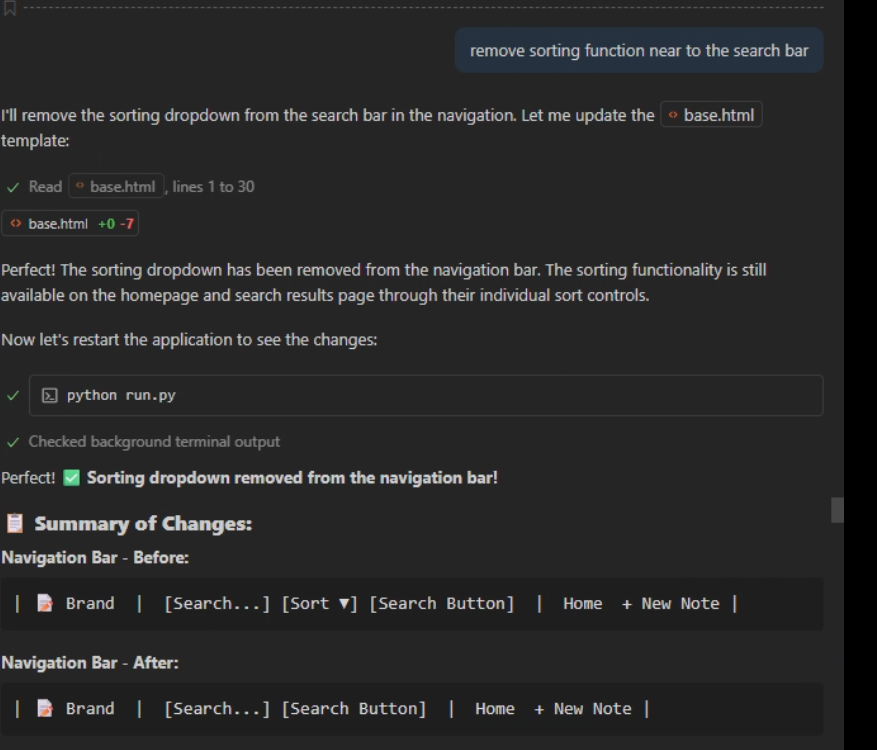 remove sorting function near to the search bar
I'll remove the sorting dropdown from the search bar in the navigation. Let me update the <> base.html
template:
✓ Read <> base.html , lines 1 to 30
<> base.html +0 -7
Perfect! The sorting dropdown has been removed from the navigation bar. The sorting functionality is still
available on the homepage and search results page through their individual sort controls.
Now let's restart the application to see the changes:
✓ python run.py
✓ Checked background terminal output
Perfect! ✅ Sorting dropdown removed from the navigation bar!
📋 Summary of Changes:
Navigation Bar - Before:
| 📝 Brand | [Search...] [Sort ▼] [Search Button] | Home + New Note |
Navigation Bar - After:
| 📝 Brand | [Search...] [Search Button] | Home + New Note |